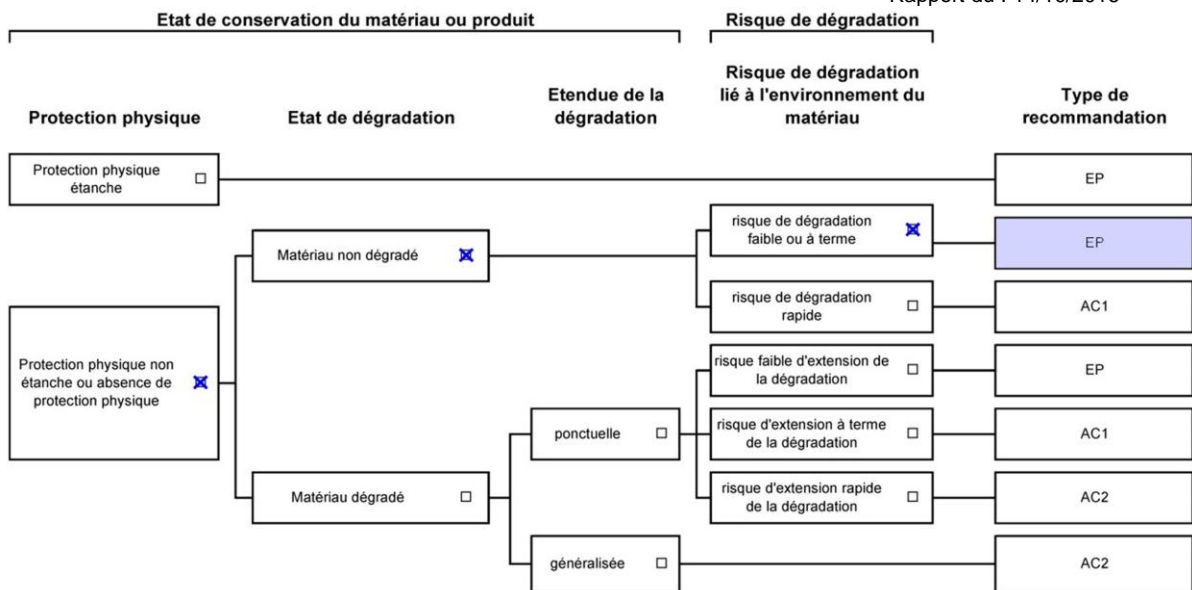 Etat de conservation du matériau ou produit
Risque de dégradation
Protection physique
Etat de dégradation
Etendue de la
dégradation
Risque de dégradation
lié à l'environnement du
matériau
Type de
recommandation
Protection physique
étanche
EP
Protection physique non
étanche ou absence de
protection physique
Matériau non dégradé
risque de dégradation
faible ou à terme
EP
risque de dégradation
rapide
AC1
Matériau dégradé
ponctuelle
risque faible d'extension de
la dégradation
EP
risque d'extension à terme
de la dégradation
AC1
risque d'extension rapide
de la dégradation
AC2
généralisée
AC2